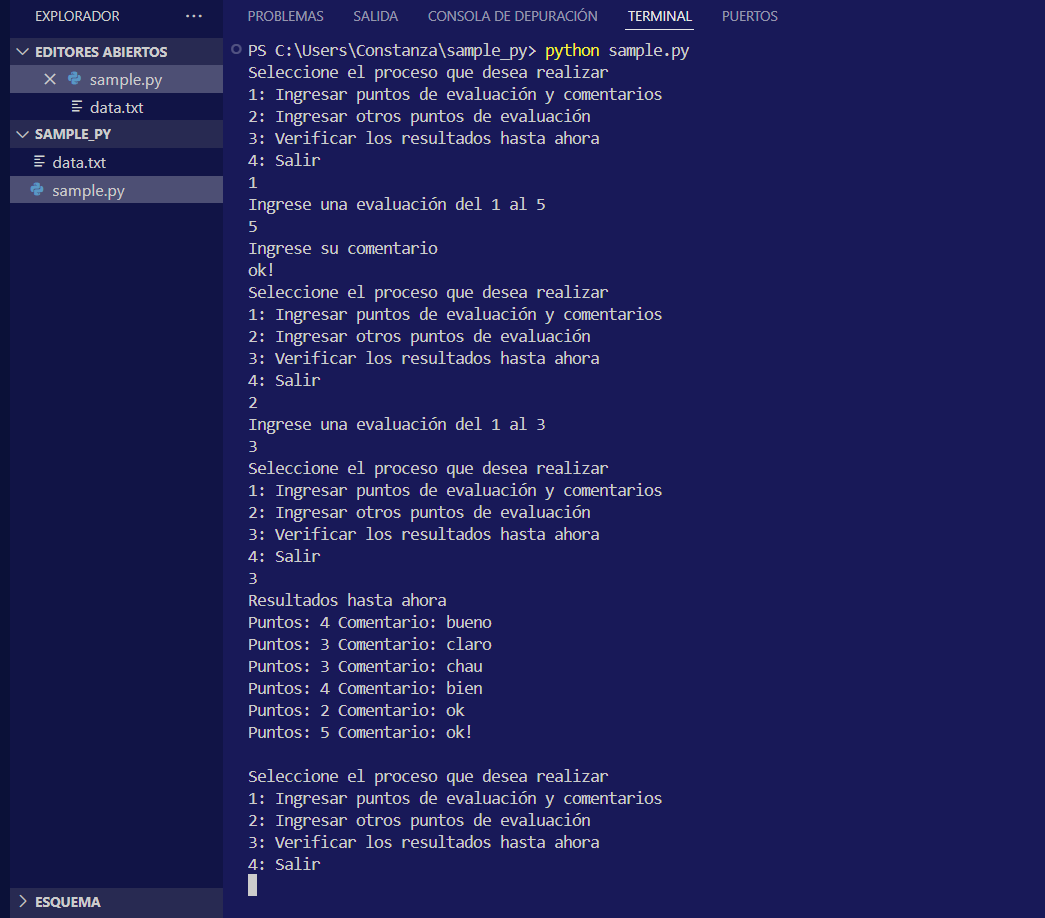 EXPLORADOR
EDITORES ABIERTOS
sample.py
data.txt
SAMPLE_PY
data.txt
sample.py
ESQUEMA
PROBLEMAS SALIDA CONSOLA DE DEPURACIÓN TERMINAL PUERTOS
PS C:\Users\Constanza\sample_py> python sample.py
Seleccione el proceso que desea realizar
1: Ingresar puntos de evaluación y comentarios
2: Ingresar otros puntos de evaluación
3: Verificar los resultados hasta ahora
4: Salir
1
Ingrese una evaluación del 1 al 5
5
Ingrese su comentario
ok!
Seleccione el proceso que desea realizar
1: Ingresar puntos de evaluación y comentarios
2: Ingresar otros puntos de evaluación
3: Verificar los resultados hasta ahora
4: Salir
2
Ingrese una evaluación del 1 al 3
3
Seleccione el proceso que desea realizar
1: Ingresar puntos de evaluación y comentarios
2: Ingresar otros puntos de evaluación
3: Verificar los resultados hasta ahora
4: Salir
3
Resultados hasta ahora
Puntos: 4 Comentario: bueno
Puntos: 3 Comentario: claro
Puntos: 3 Comentario: chau
Puntos: 4 Comentario: bien
Puntos: 2 Comentario: ok
Puntos: 5 Comentario: ok!
Seleccione el proceso que desea realizar
1: Ingresar puntos de evaluación y comentarios
2: Ingresar otros puntos de evaluación
3: Verificar los resultados hasta ahora
4: Salir